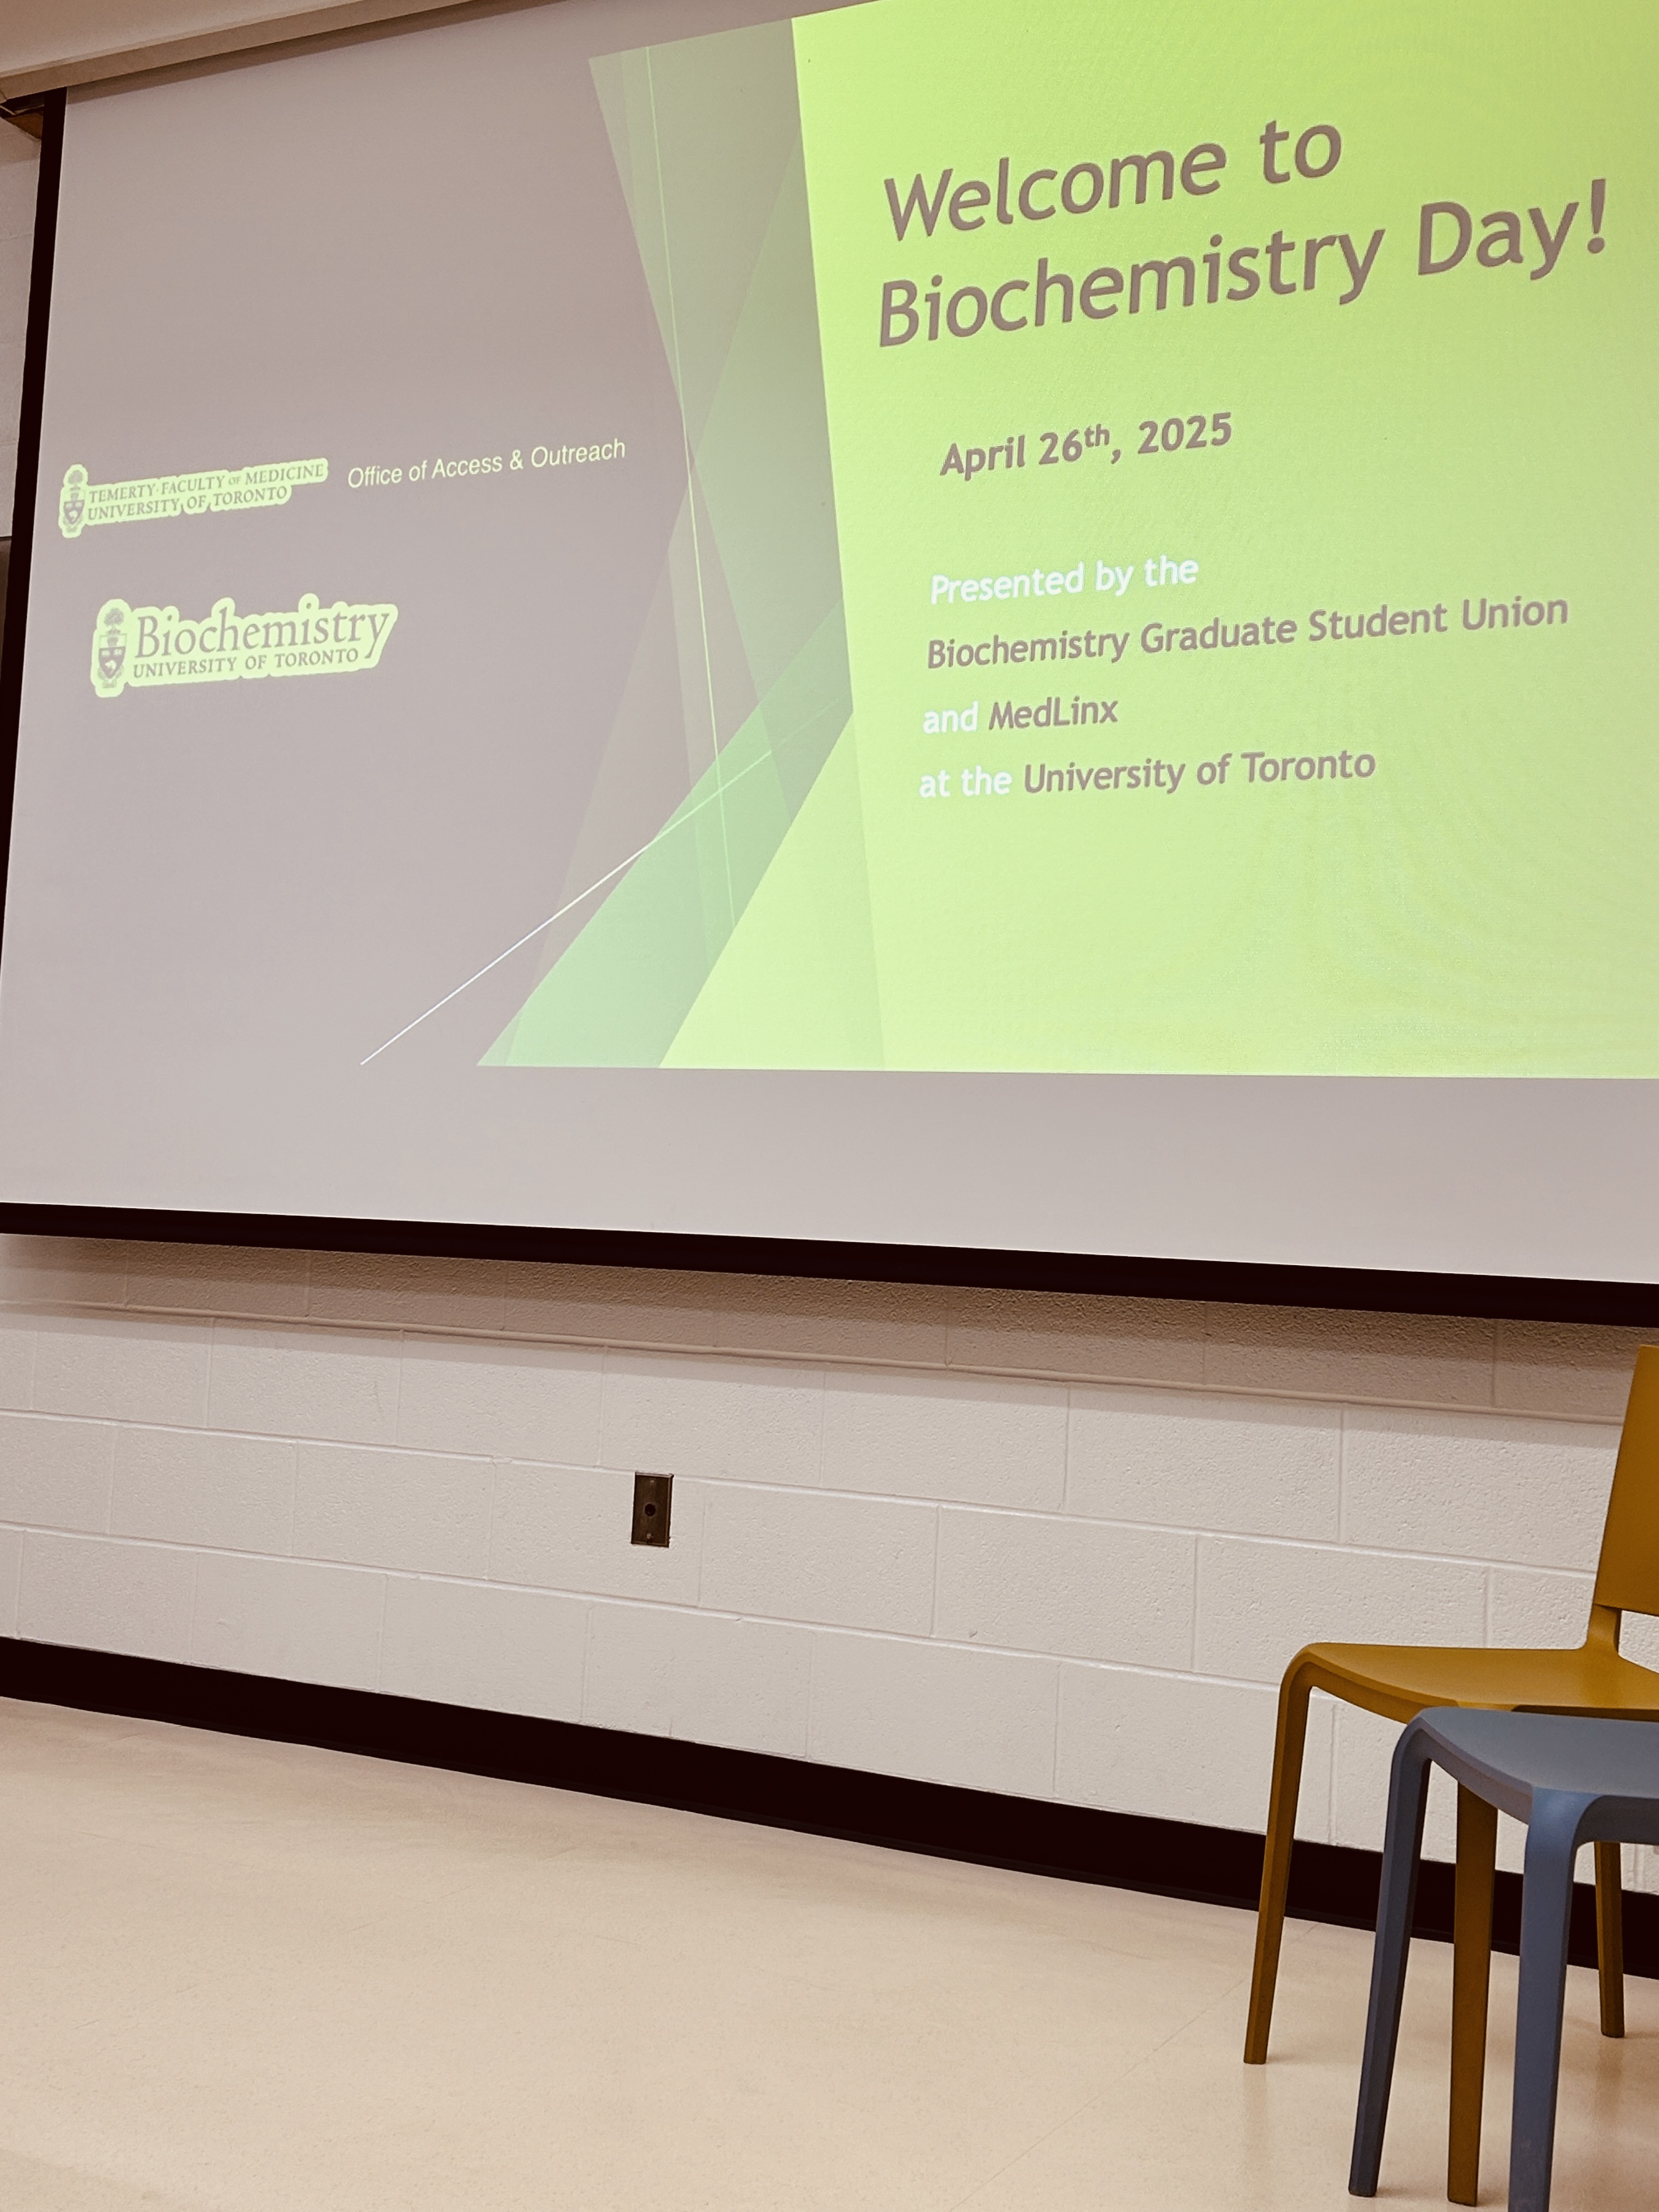 Welcome to
Biochemistry Day!
April 26th, 2025
Presented by the
Biochemistry Graduate Student Union
and MedLinx
at the University of Toronto
TEMERTY FACULTY OF MEDICINE
UNIVERSITY OF TORONTO
Office of Access & Outreach
Biochemistry
UNIVERSITY OF TORONTO